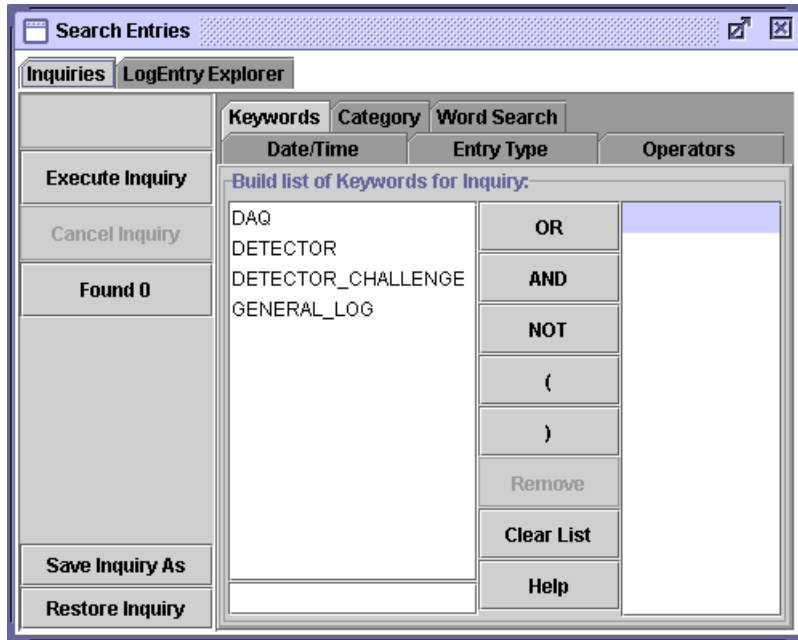 Search Entries
Inquiries LogEntry Explorer
Keywords Category Word Search
Date/Time Entry Type Operators
Execute Inquiry
Cancel Inquiry
Found 0
Save Inquiry As
Restore Inquiry
Build list of Keywords for Inquiry:
DAQ
DETECTOR
DETECTOR_CHALLENGE
GENERAL_LOG
OR
AND
NOT
(
)
Remove
Clear List
Help